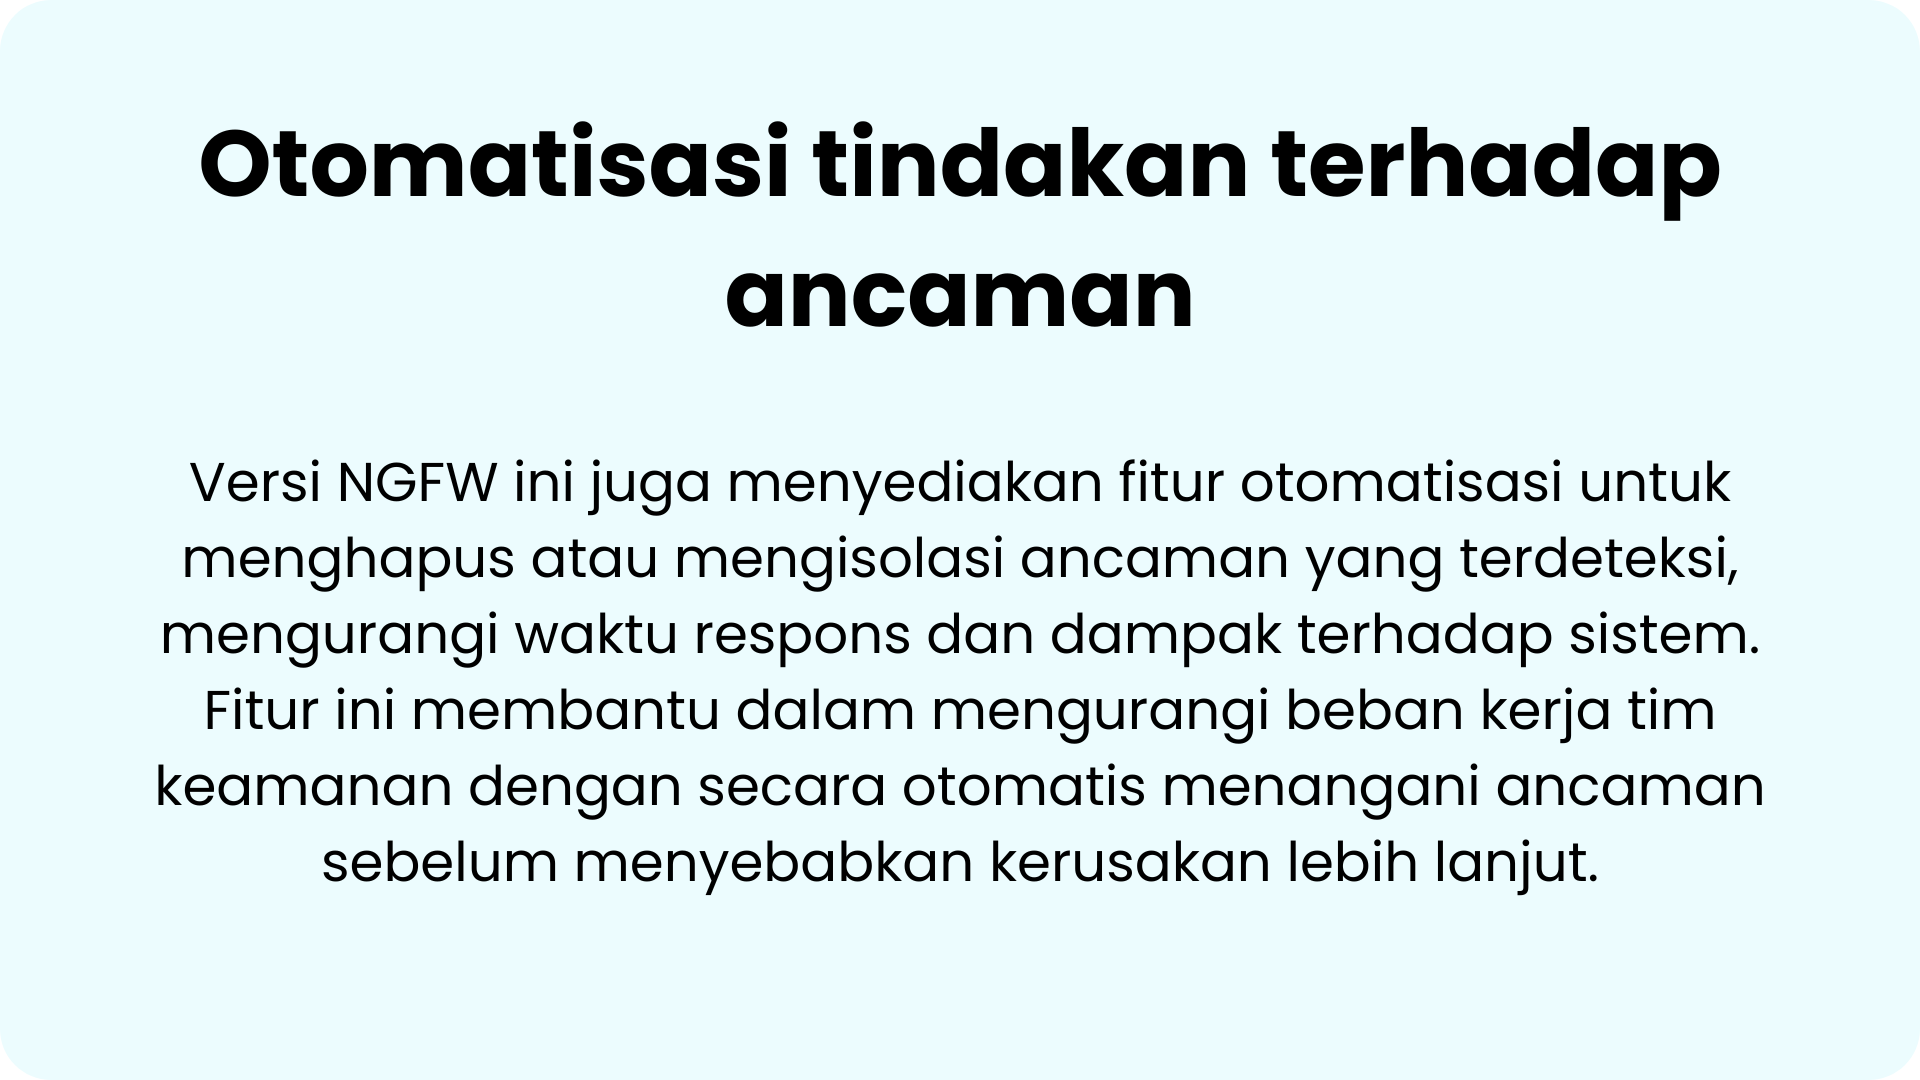 Otomatisasi tindakan terhadap
ancaman
Versi NGFW ini juga menyediakan fitur otomatisasi untuk
menghapus atau mengisolasi ancaman yang terdeteksi,
mengurangi waktu respons dan dampak terhadap sistem.
Fitur ini membantu dalam mengurangi beban kerja tim
keamanan dengan secara otomatis menangani ancaman
sebelum menyebabkan kerusakan lebih lanjut.